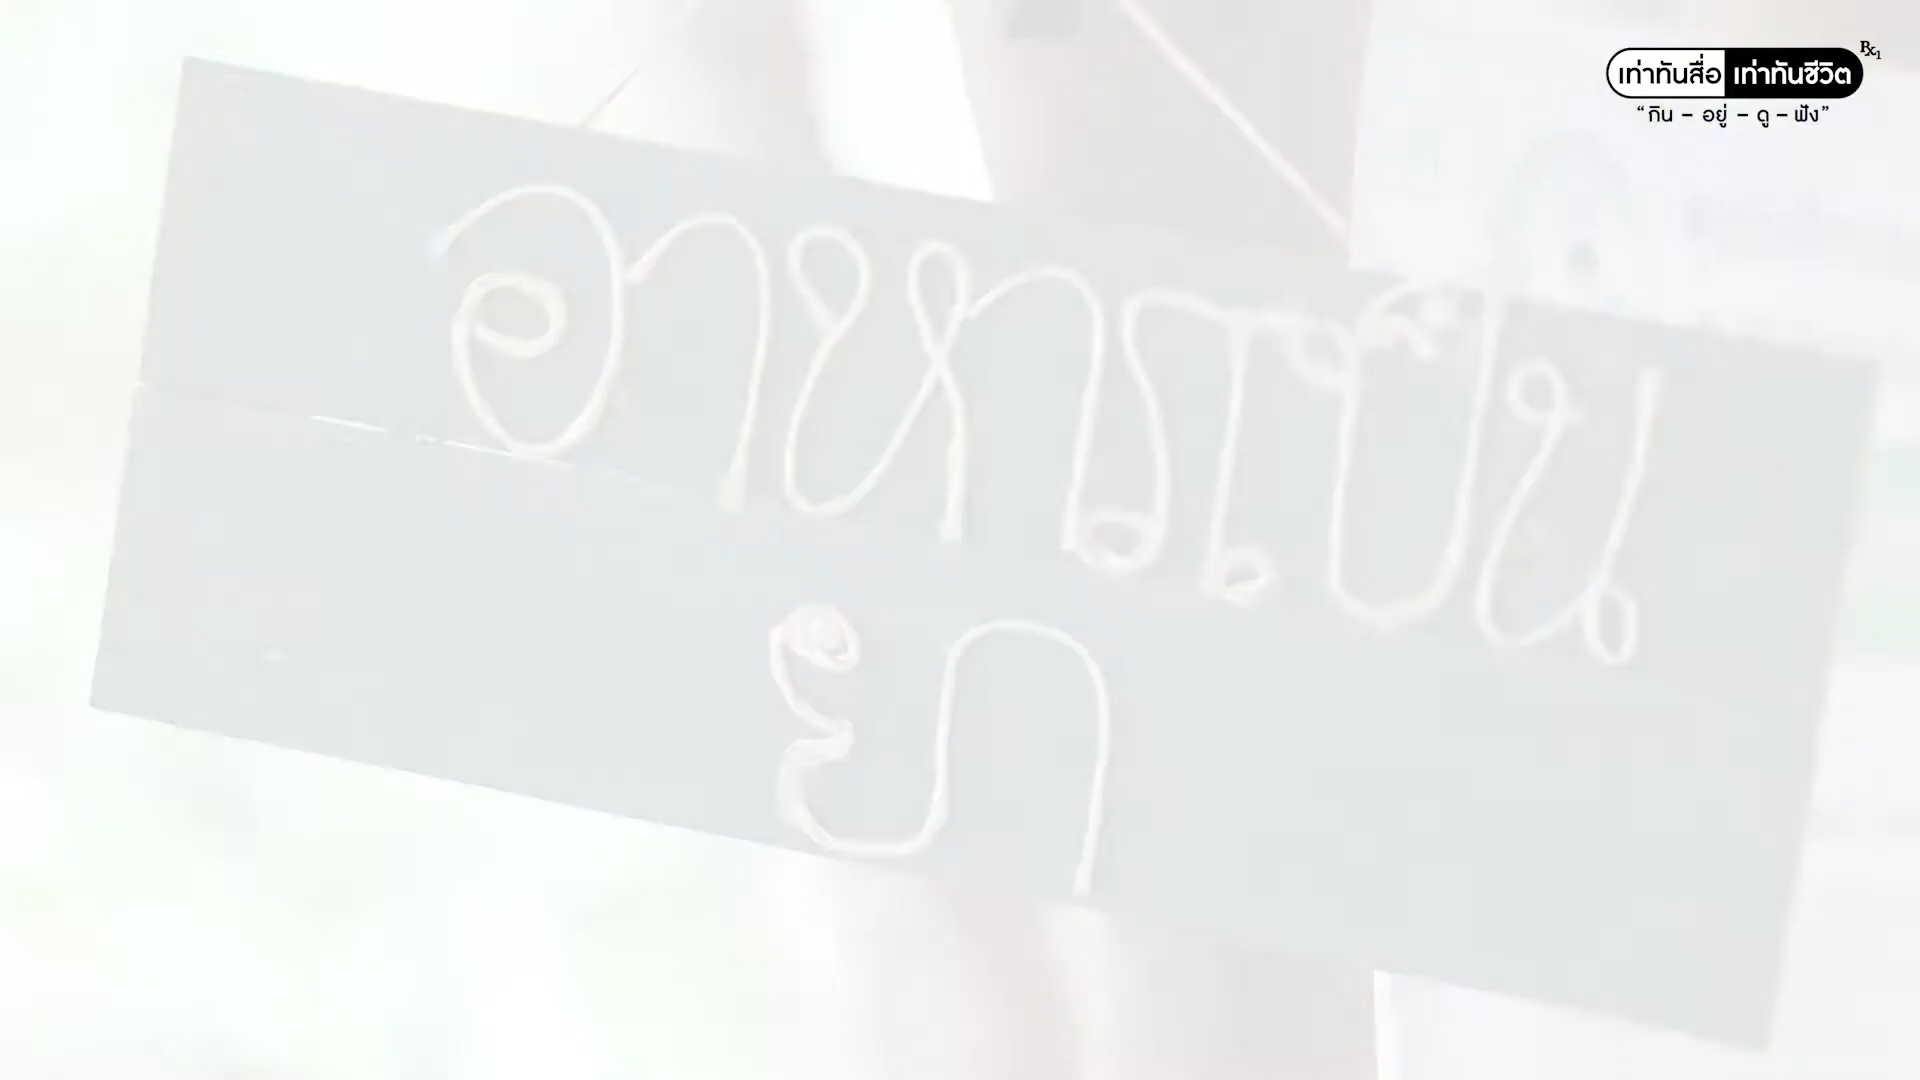 เท่าทันสื่อ เท่าทันชีวิต ℞1
“กิน – อยู่ – ดู – ฟัง”
อาหารเป็น
ยา